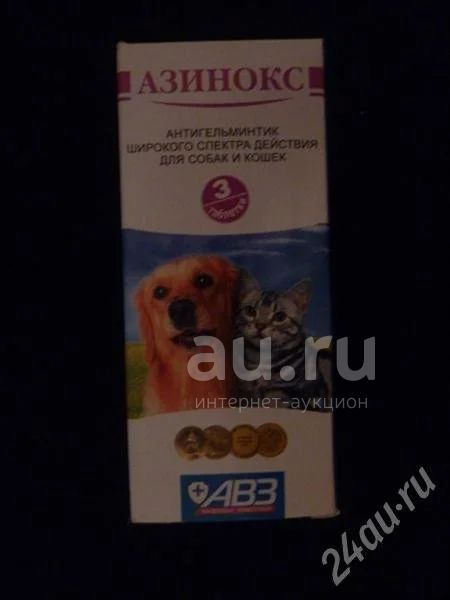 АЗИНОКС
АНТИГЕЛЬМИНТИК
ШИРОКОГО СПЕКТРА ДЕЙСТВИЯ
ДЛЯ СОБАК И КОШЕК
3
таблетки
au.ru
интернет-аукцион
АВЗ
24au.ru